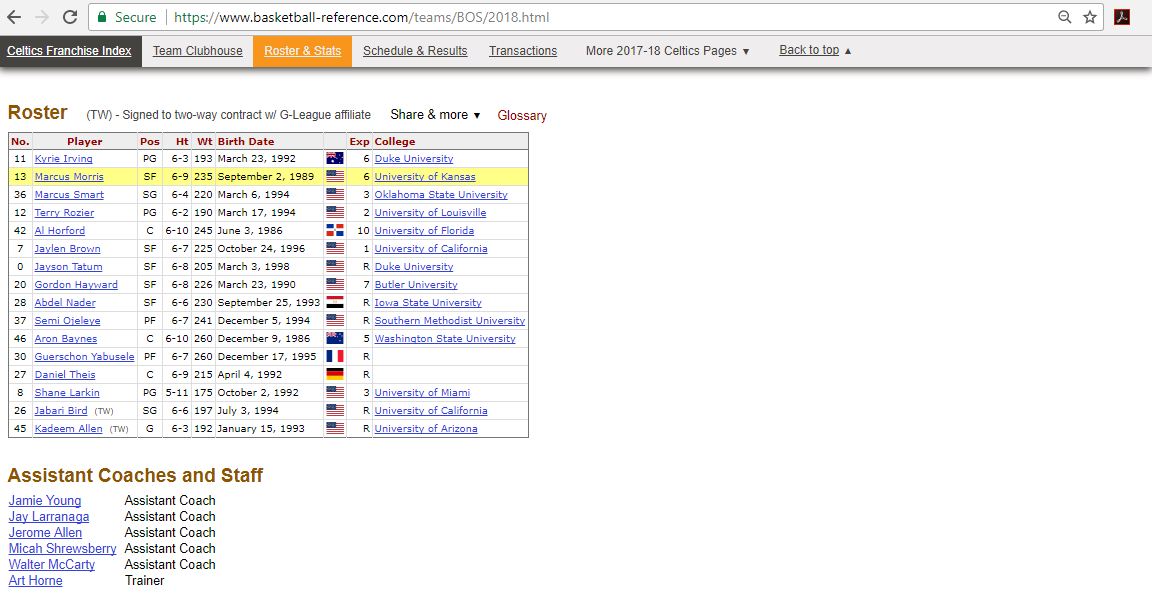 Secure https://www.basketball-reference.com/teams/BOS/2018.html
Celtics Franchise Index Team Clubhouse Roster & Stats Schedule & Results Transactions More 2017-18 Celtics Pages ▼ Back to top ▲
Roster (TW) - Signed to two-way contract w/ G-League affiliate Share & more ▼ Glossary
No. Player Pos Ht Wt Birth Date Exp College
11 Kyrie Irving PG 6-3 193 March 23, 1992 6 Duke University
13 Marcus Morris SF 6-9 235 September 2, 1989 6 University of Kansas
36 Marcus Smart SG 6-4 220 March 6, 1994 3 Oklahoma State University
12 Terry Rozier PG 6-2 190 March 17, 1994 2 University of Louisville
42 Al Horford C 6-10 245 June 3, 1986 10 University of Florida
7 Jaylen Brown SF 6-7 225 October 24, 1996 1 University of California
0 Jayson Tatum SF 6-8 205 March 3, 1998 R Duke University
20 Gordon Hayward SF 6-8 226 March 23, 1990 7 Butler University
28 Abdel Nader SF 6-6 230 September 25, 1993 R Iowa State University
37 Semi Ojeleye PF 6-7 241 December 5, 1994 R Southern Methodist University
46 Aron Baynes C 6-10 260 December 9, 1986 5 Washington State University
30 Guerschon Yabusele PF 6-7 260 December 17, 1995 R
27 Daniel Theis C 6-9 215 April 4, 1992 R
8 Shane Larkin PG 5-11 175 October 2, 1992 3 University of Miami
26 Jabari Bird (TW) SG 6-6 197 July 3, 1994 R University of California
45 Kadeem Allen (TW) G 6-3 192 January 15, 1993 R University of Arizona
Assistant Coaches and Staff
Jamie Young Assistant Coach
Jay Larranaga Assistant Coach
Jerome Allen Assistant Coach
Micah Shrewsberry Assistant Coach
Walter McCarty Assistant Coach
Art Horne Trainer